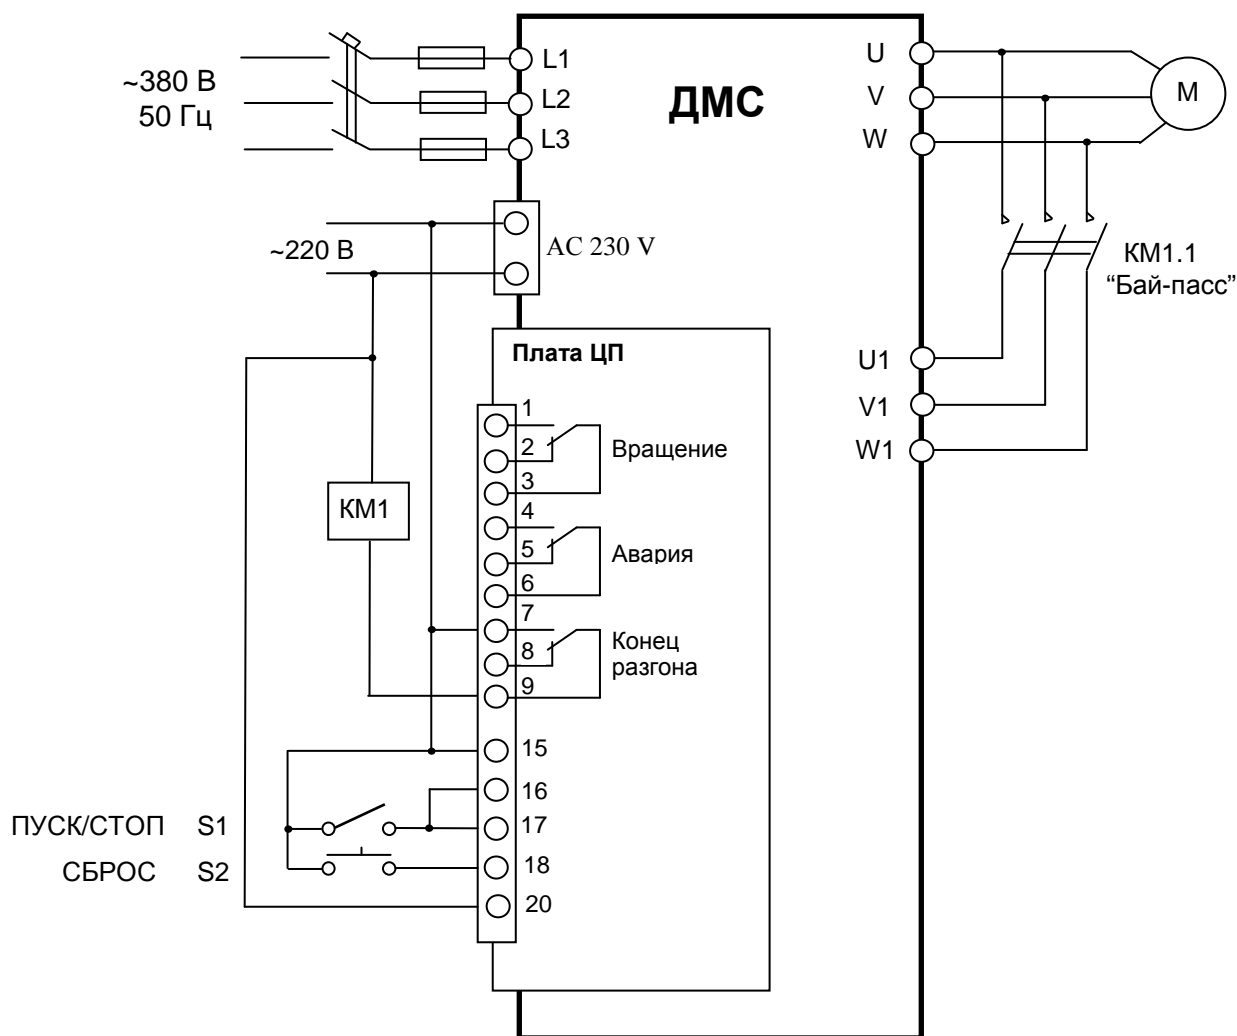 ~380 В
50 Гц
L1
L2
L3
ДМС
U
V
W
М
~220 В
AC 230 V
КМ1.1
“Бай-пасс”
U1
V1
W1
Плата ЦП
1
2
3
Вращение
4
5
6
Авария
7
8
9
Конец
разгона
КМ1
15
16
17
18
20
ПУСК/СТОП S1
СБРОС S2